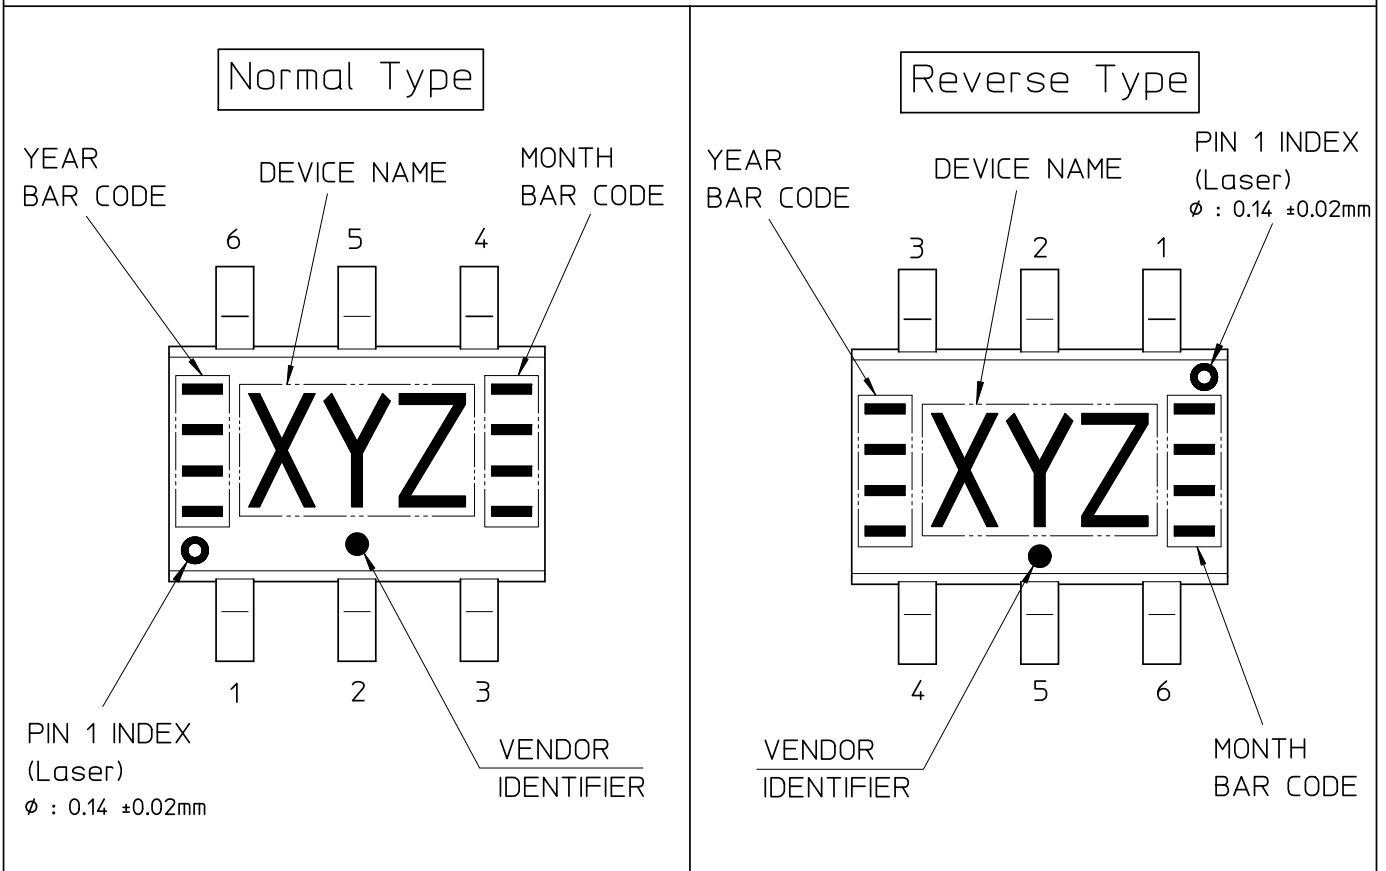 Normal Type
YEAR
BAR CODE
DEVICE NAME
MONTH
BAR CODE
6 5 4
XYZ
1 2 3
PIN 1 INDEX
(Laser)
ϕ : 0.14 ±0.02mm
VENDOR
IDENTIFIER
Reverse Type
YEAR
BAR CODE
DEVICE NAME
PIN 1 INDEX
(Laser)
ϕ : 0.14 ±0.02mm
3 2 1
XYZ
4 5 6
VENDOR
IDENTIFIER
MONTH
BAR CODE